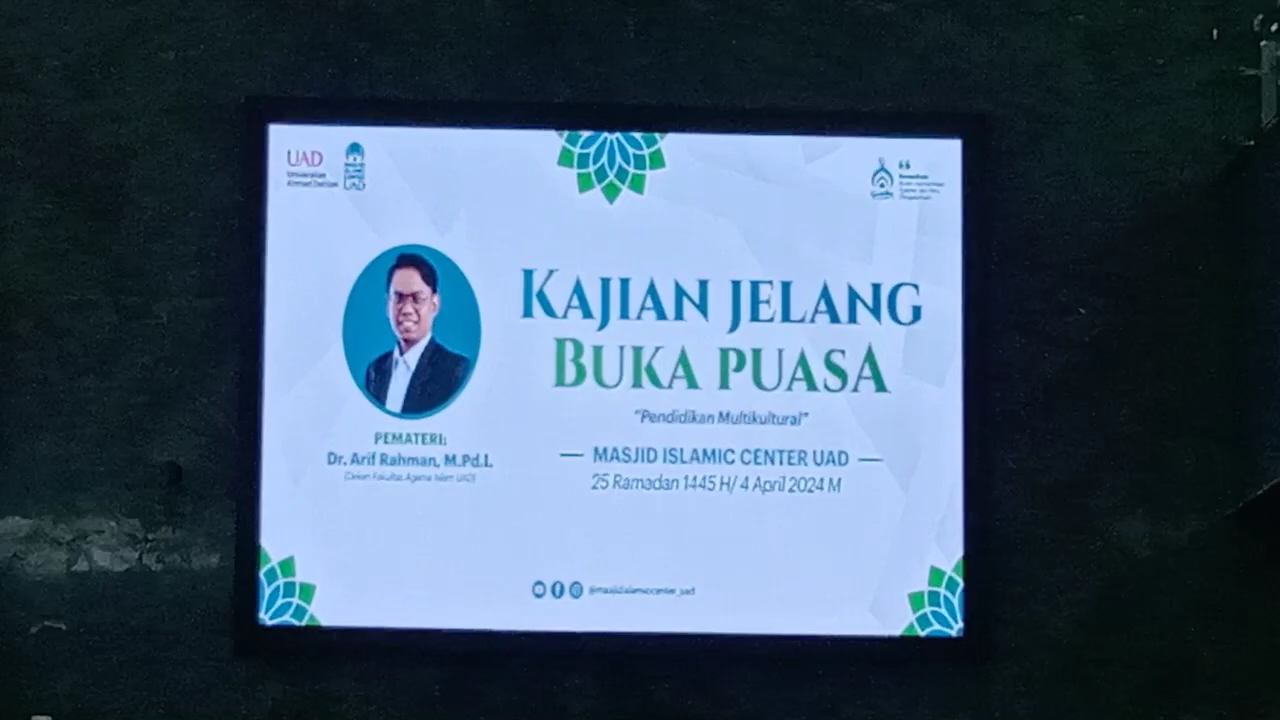 UAD
Universitas
Ahmad Dahlan
KAJIAN JELANG
BUKA PUASA
"Pendidikan Multikultural"
MASJID ISLAMIC CENTER UAD
25 Ramadan 1445 H/ 4 April 2024 M
PEMATERI:
Dr. Arif Rahman, M.Pd.I.
(Dekan Fakultas Agama Islam UAD)
@masjidislamiccenter_uad